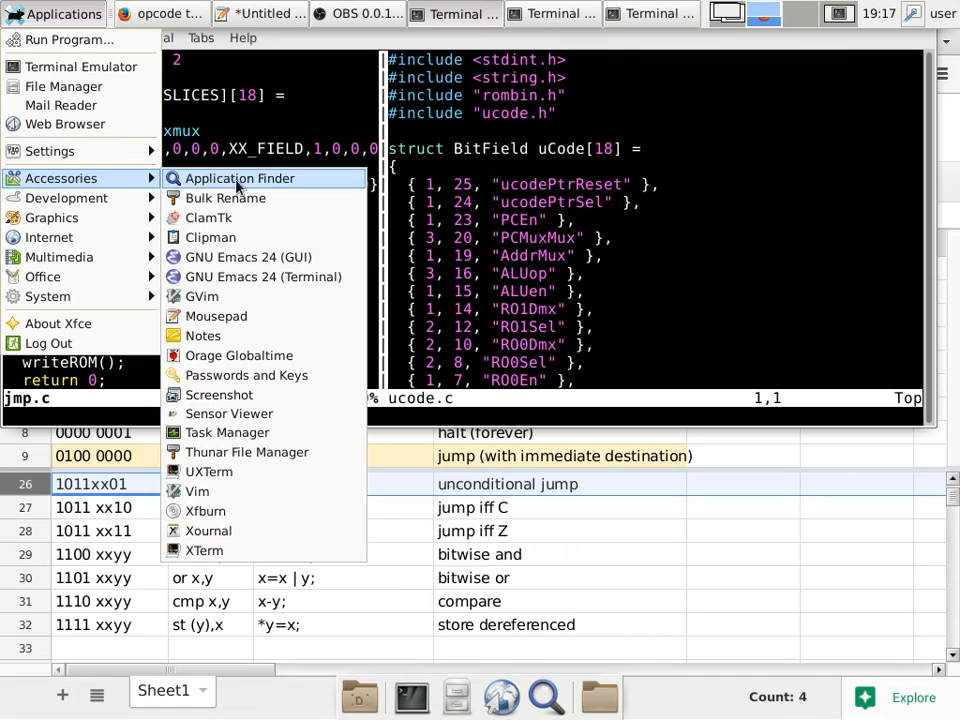 Applications
opcode t...
*Untitled ...
OBS 0.0.1...
Terminal ...
Terminal ...
Terminal ...
19:17
user
Run Program...
Terminal Emulator
File Manager
Mail Reader
Web Browser
Settings
Accessories
Development
Graphics
Internet
Multimedia
Office
System
About Xfce
Log Out
al Tabs Help
2
SLICES][18] =
xmux
,0,0,0,XX_FIELD,1,0,0,0
}
writeROM();
return 0;
jmp.c
Application Finder
Bulk Rename
ClamTk
Clipman
GNU Emacs 24 (GUI)
GNU Emacs 24 (Terminal)
GVim
Mousepad
Notes
Orage Globaltime
Passwords and Keys
Screenshot
Sensor Viewer
Task Manager
Thunar File Manager
UXTerm
Vim
Xfburn
Xournal
XTerm
#include <stdint.h>
#include <string.h>
#include "rombin.h"
#include "ucode.h"
struct BitField uCode[18] =
{
{ 1, 25, "ucodePtrReset" },
{ 1, 24, "ucodePtrSel" },
{ 1, 23, "PCEn" },
{ 3, 20, "PCMuxMux" },
{ 1, 19, "AddrMux" },
{ 3, 16, "ALUop" },
{ 1, 15, "ALUen" },
{ 1, 14, "RO1Dmx" },
{ 2, 12, "RO1Sel" },
{ 2, 10, "RO0Dmx" },
{ 2, 8, "RO0Sel" },
{ 1, 7, "RO0En" },
% ucode.c 1,1 Top
8 0000 0001 halt (forever)
9 0100 0000 jump (with immediate destination)
26 1011xx01 unconditional jump
27 1011 xx10 jump iff C
28 1011 xx11 jump iff Z
29 1100 xxyy bitwise and
30 1101 xxyy or x,y x=x | y; bitwise or
31 1110 xxyy cmp x,y x-y; compare
32 1111 xxyy st (y),x *y=x; store dereferenced
33
Sheet1
Count: 4
Explore